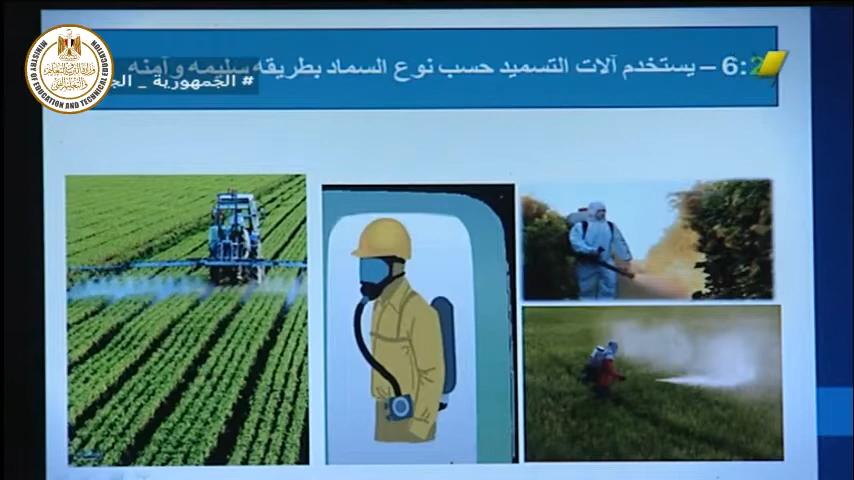 6:2 – يستخدم آلات التسميد حسب نوع السماد بطريقه سليمه وآمنه
# الجمهورية _ الج
MINISTRY OF EDUCATION AND TECHNICAL EDUCATION